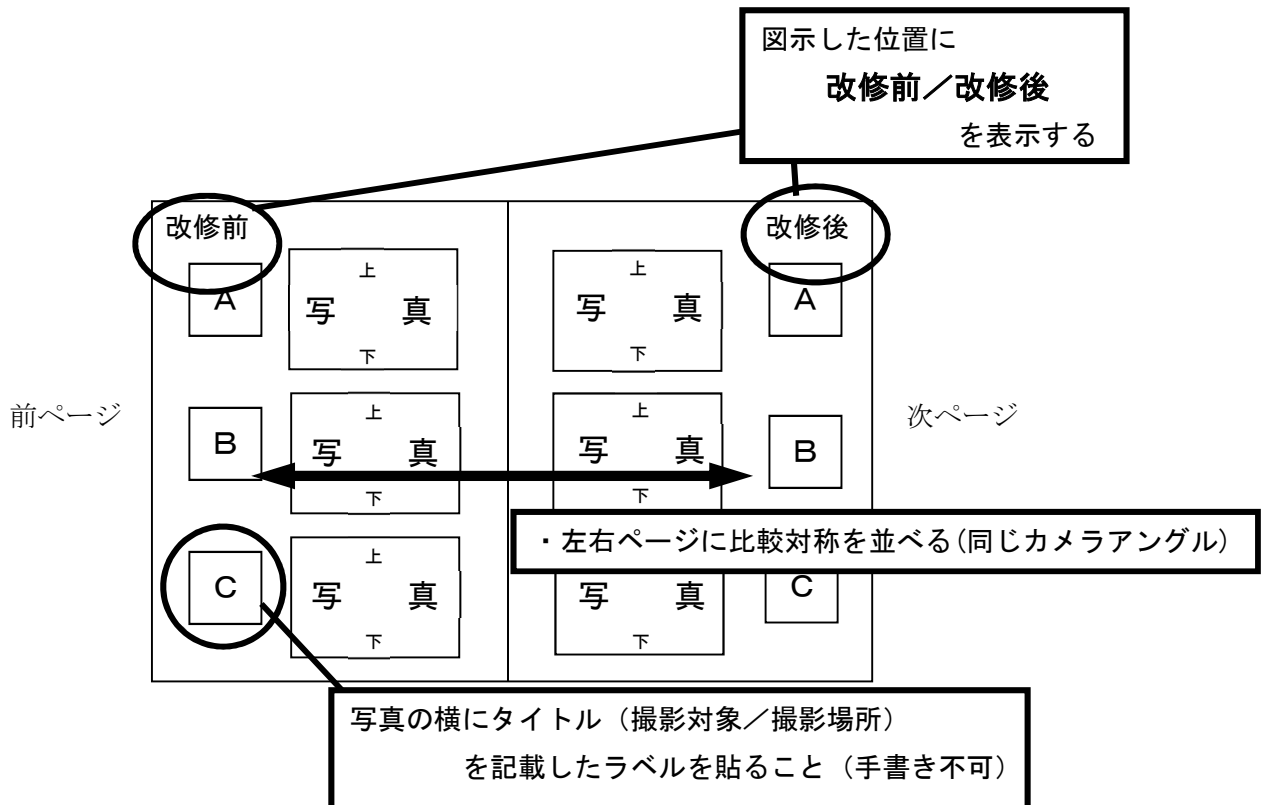 図示した位置に
改修前／改修後
を表示する
改修前
改修後
A
上
写 真
下
上
写 真
下
A
前ページ
B
上
写 真
下
上
写 真
下
B
次ページ
・左右ページに比較対称を並べる(同じカメラアングル)
C
上
写 真
下
写 真
下
C
写真の横にタイトル（撮影対象／撮影場所）
を記載したラベルを貼ること（手書き不可）